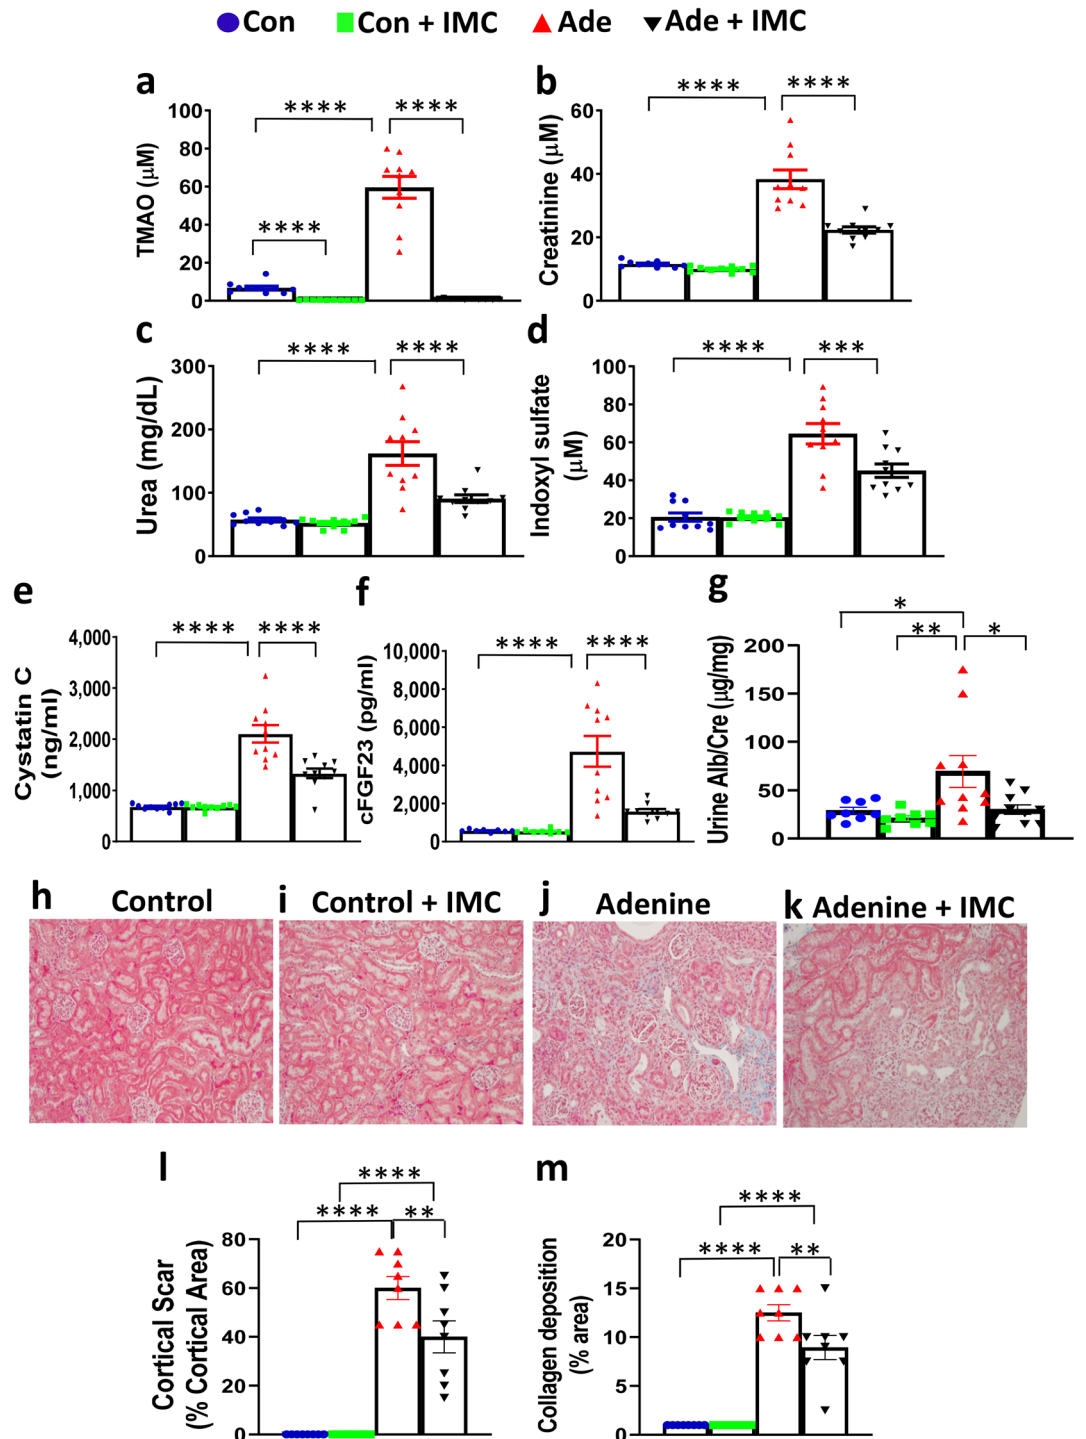 Con Con + IMC Ade Ade + IMC
a
TMAO (µM)
100
80
60
40
20
0
****
****
****
b
Creatinine (µM)
60
40
20
0
****
****
c
Urea (mg/dL)
300
200
100
0
****
****
d
Indoxyl sulfate
(µM)
100
80
60
40
20
0
****
***
e
Cystatin C
(ng/ml)
4,000
3,000
2,000
1,000
0
****
****
f
cFGF23 (pg/ml)
10,000
8,000
6,000
4,000
2,000
0
****
****
g
Urine Alb/Cre (µg/mg)
200
150
100
50
0
*
**
*
h Control
i Control + IMC
j Adenine
k Adenine + IMC
l
Cortical Scar
(% Cortical Area)
80
60
40
20
0
****
****
**
m
Collagen deposition
(% area)
20
15
10
5
0
****
****
**